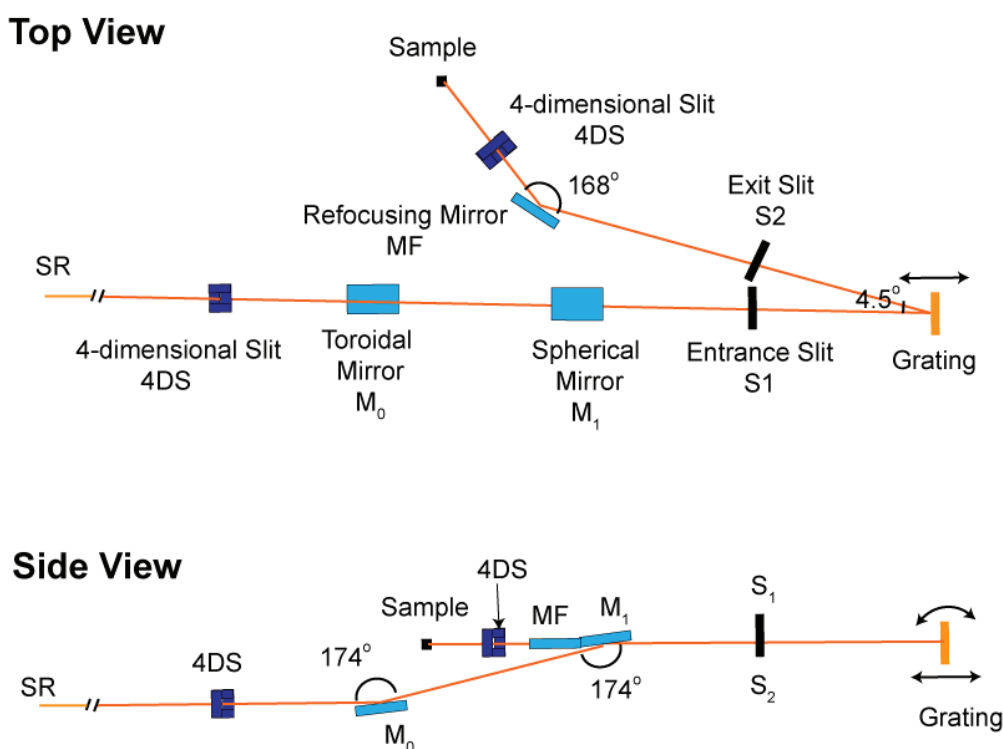 Top View
Sample
4-dimensional Slit
4DS
168°
Exit Slit
S2
Refocusing Mirror
MF
SR
4.5°
4-dimensional Slit
4DS
Toroidal
Mirror
M₀
Spherical
Mirror
M₁
Entrance Slit
S1
Grating
Side View
4DS
Sample
MF
M₁
S₁
174°
4DS
SR
174°
S₂
M₀
Grating